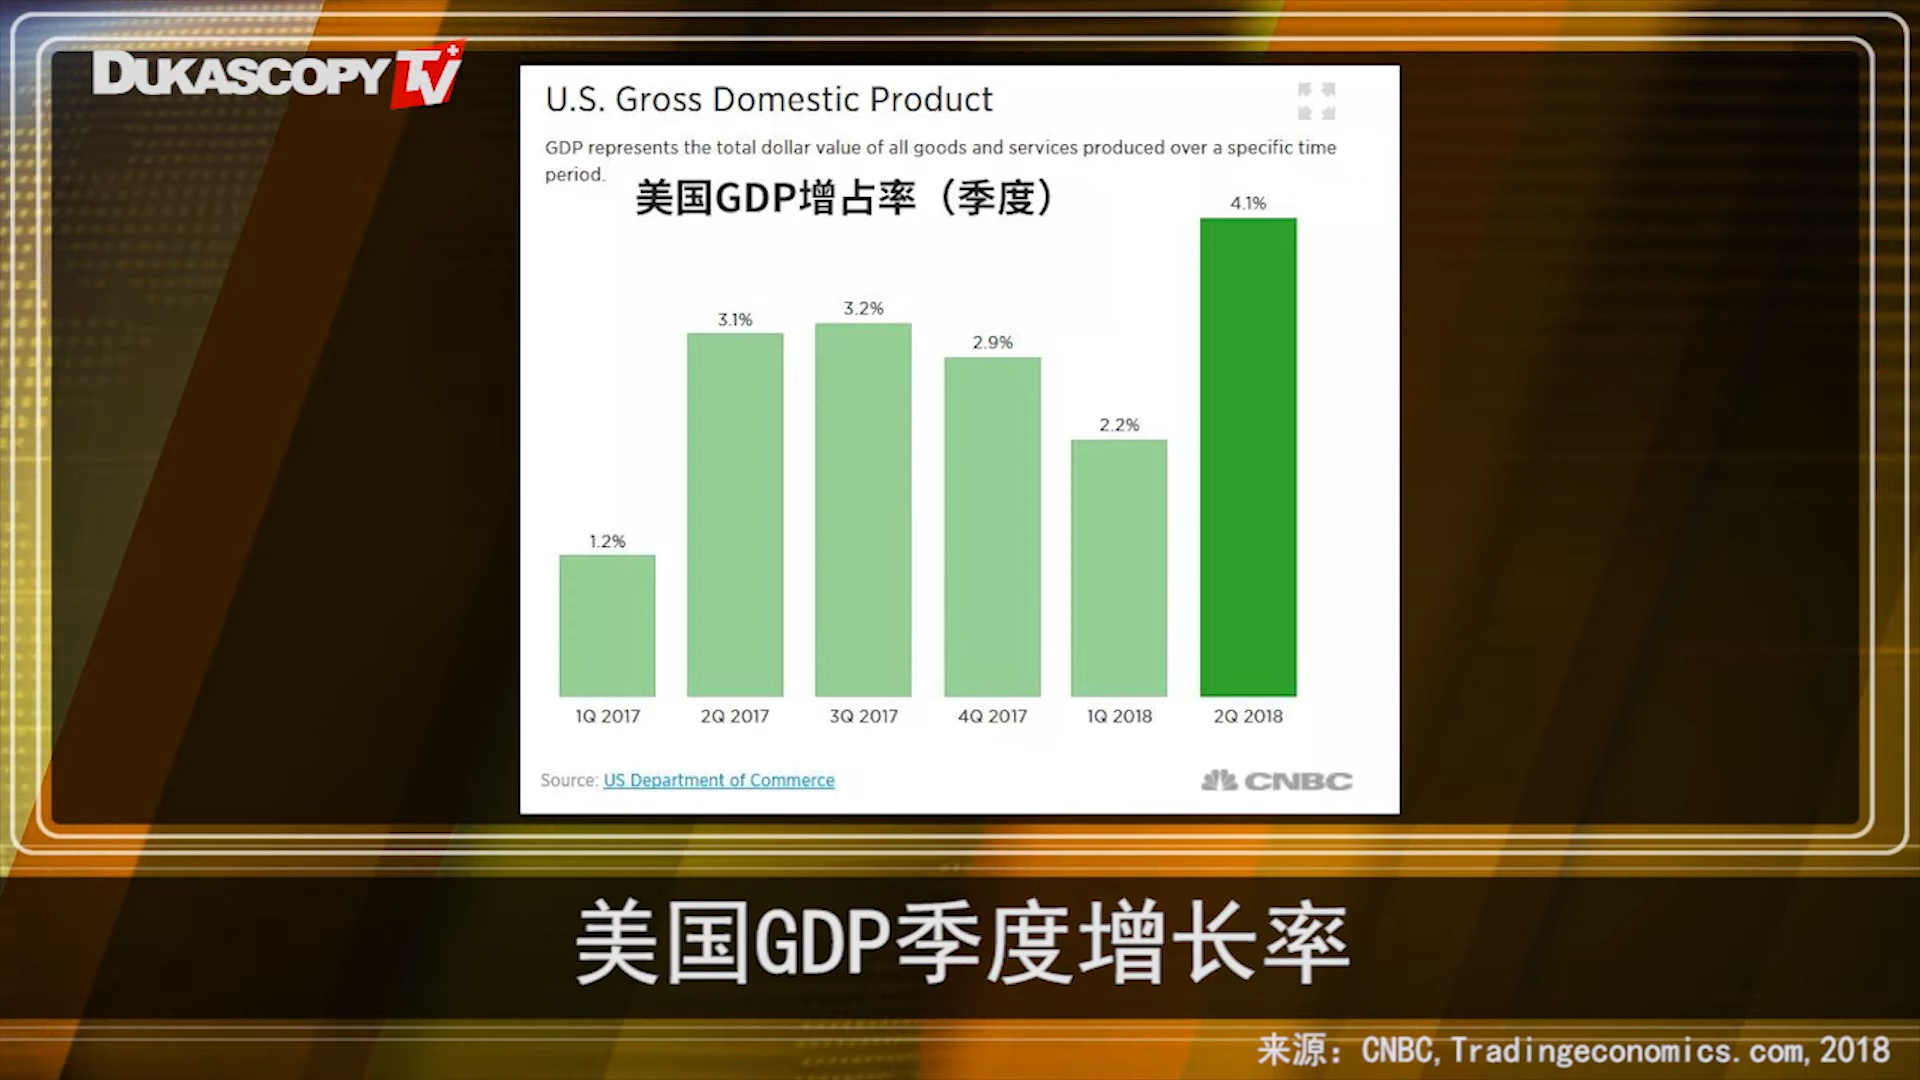 DUKASCOPY TV
U.S. Gross Domestic Product
GDP represents the total dollar value of all goods and services produced over a specific time
period.
美国GDP增占率（季度）
4.1%
3.2%
3.1%
2.9%
2.2%
1.2%
1Q 2017 2Q 2017 3Q 2017 4Q 2017 1Q 2018 2Q 2018
Source: US Department of Commerce
CNBC
美国GDP季度增长率
来源：CNBC,Tradingeconomics.com,2018